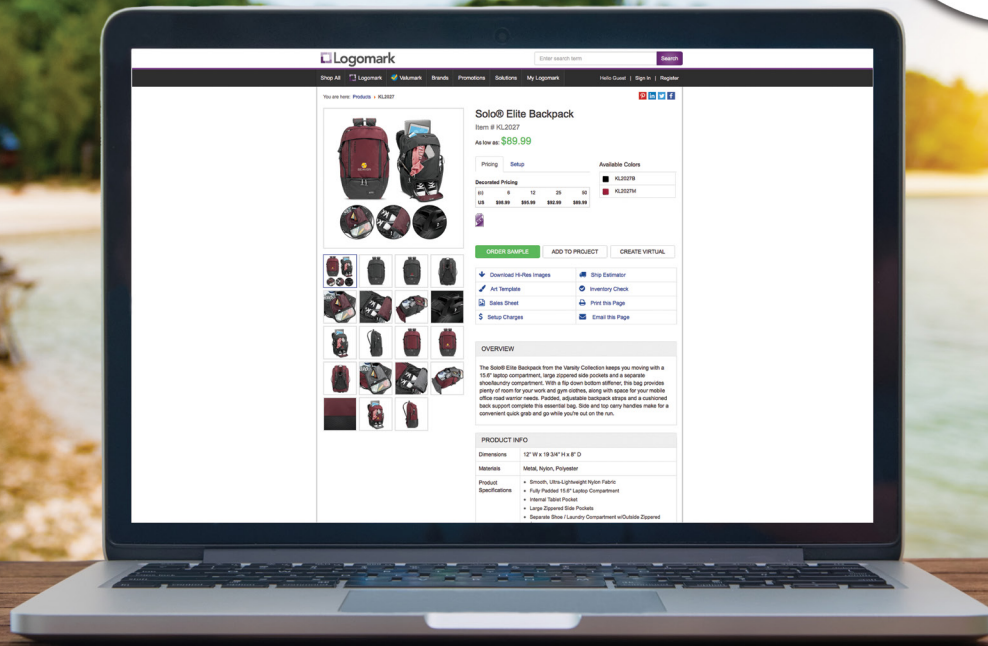 Logomark
Enter search term
Search
Shop All Logomark Valumark Brands Promotions Solutions My Logomark Hello Guest | Sign In | Register
You are here: Products › KL2027
Solo® Elite Backpack
Item # KL2027
As low as: $89.99
Pricing Setup
Available Colors
KL2027B
KL2027M
Decorated Pricing
6 12 25 50
US $98.99 $95.99 $92.99 $89.99
ORDER SAMPLE ADD TO PROJECT CREATE VIRTUAL
Download Hi-Res Images Ship Estimator
Art Template Inventory Check
Sales Sheet Print this Page
$ Setup Charges Email this Page
OVERVIEW
The Solo® Elite Backpack from the Varsity Collection keeps you moving with a
15.6" laptop compartment, large zippered side pockets and a separate
shoe/laundry compartment. With a flip down bottom stiffener, this bag provides
plenty of room for your work and gym clothes, along with space for your mobile
office road warrior needs. Padded, adjustable backpack straps and a cushioned
back support complete this essential bag. Side and top carry handles make for a
convenient quick grab and go while you're out on the run.
PRODUCT INFO
Dimensions 12" W x 19 3/4" H x 8" D
Materials Metal, Nylon, Polyester
Product Specifications
• Smooth, Ultra-Lightweight Nylon Fabric
• Fully Padded 15.6" Laptop Compartment
• Internal Tablet Pocket
• Large Zippered Side Pockets
• Separate Shoe / Laundry Compartment w/Outside Zippered